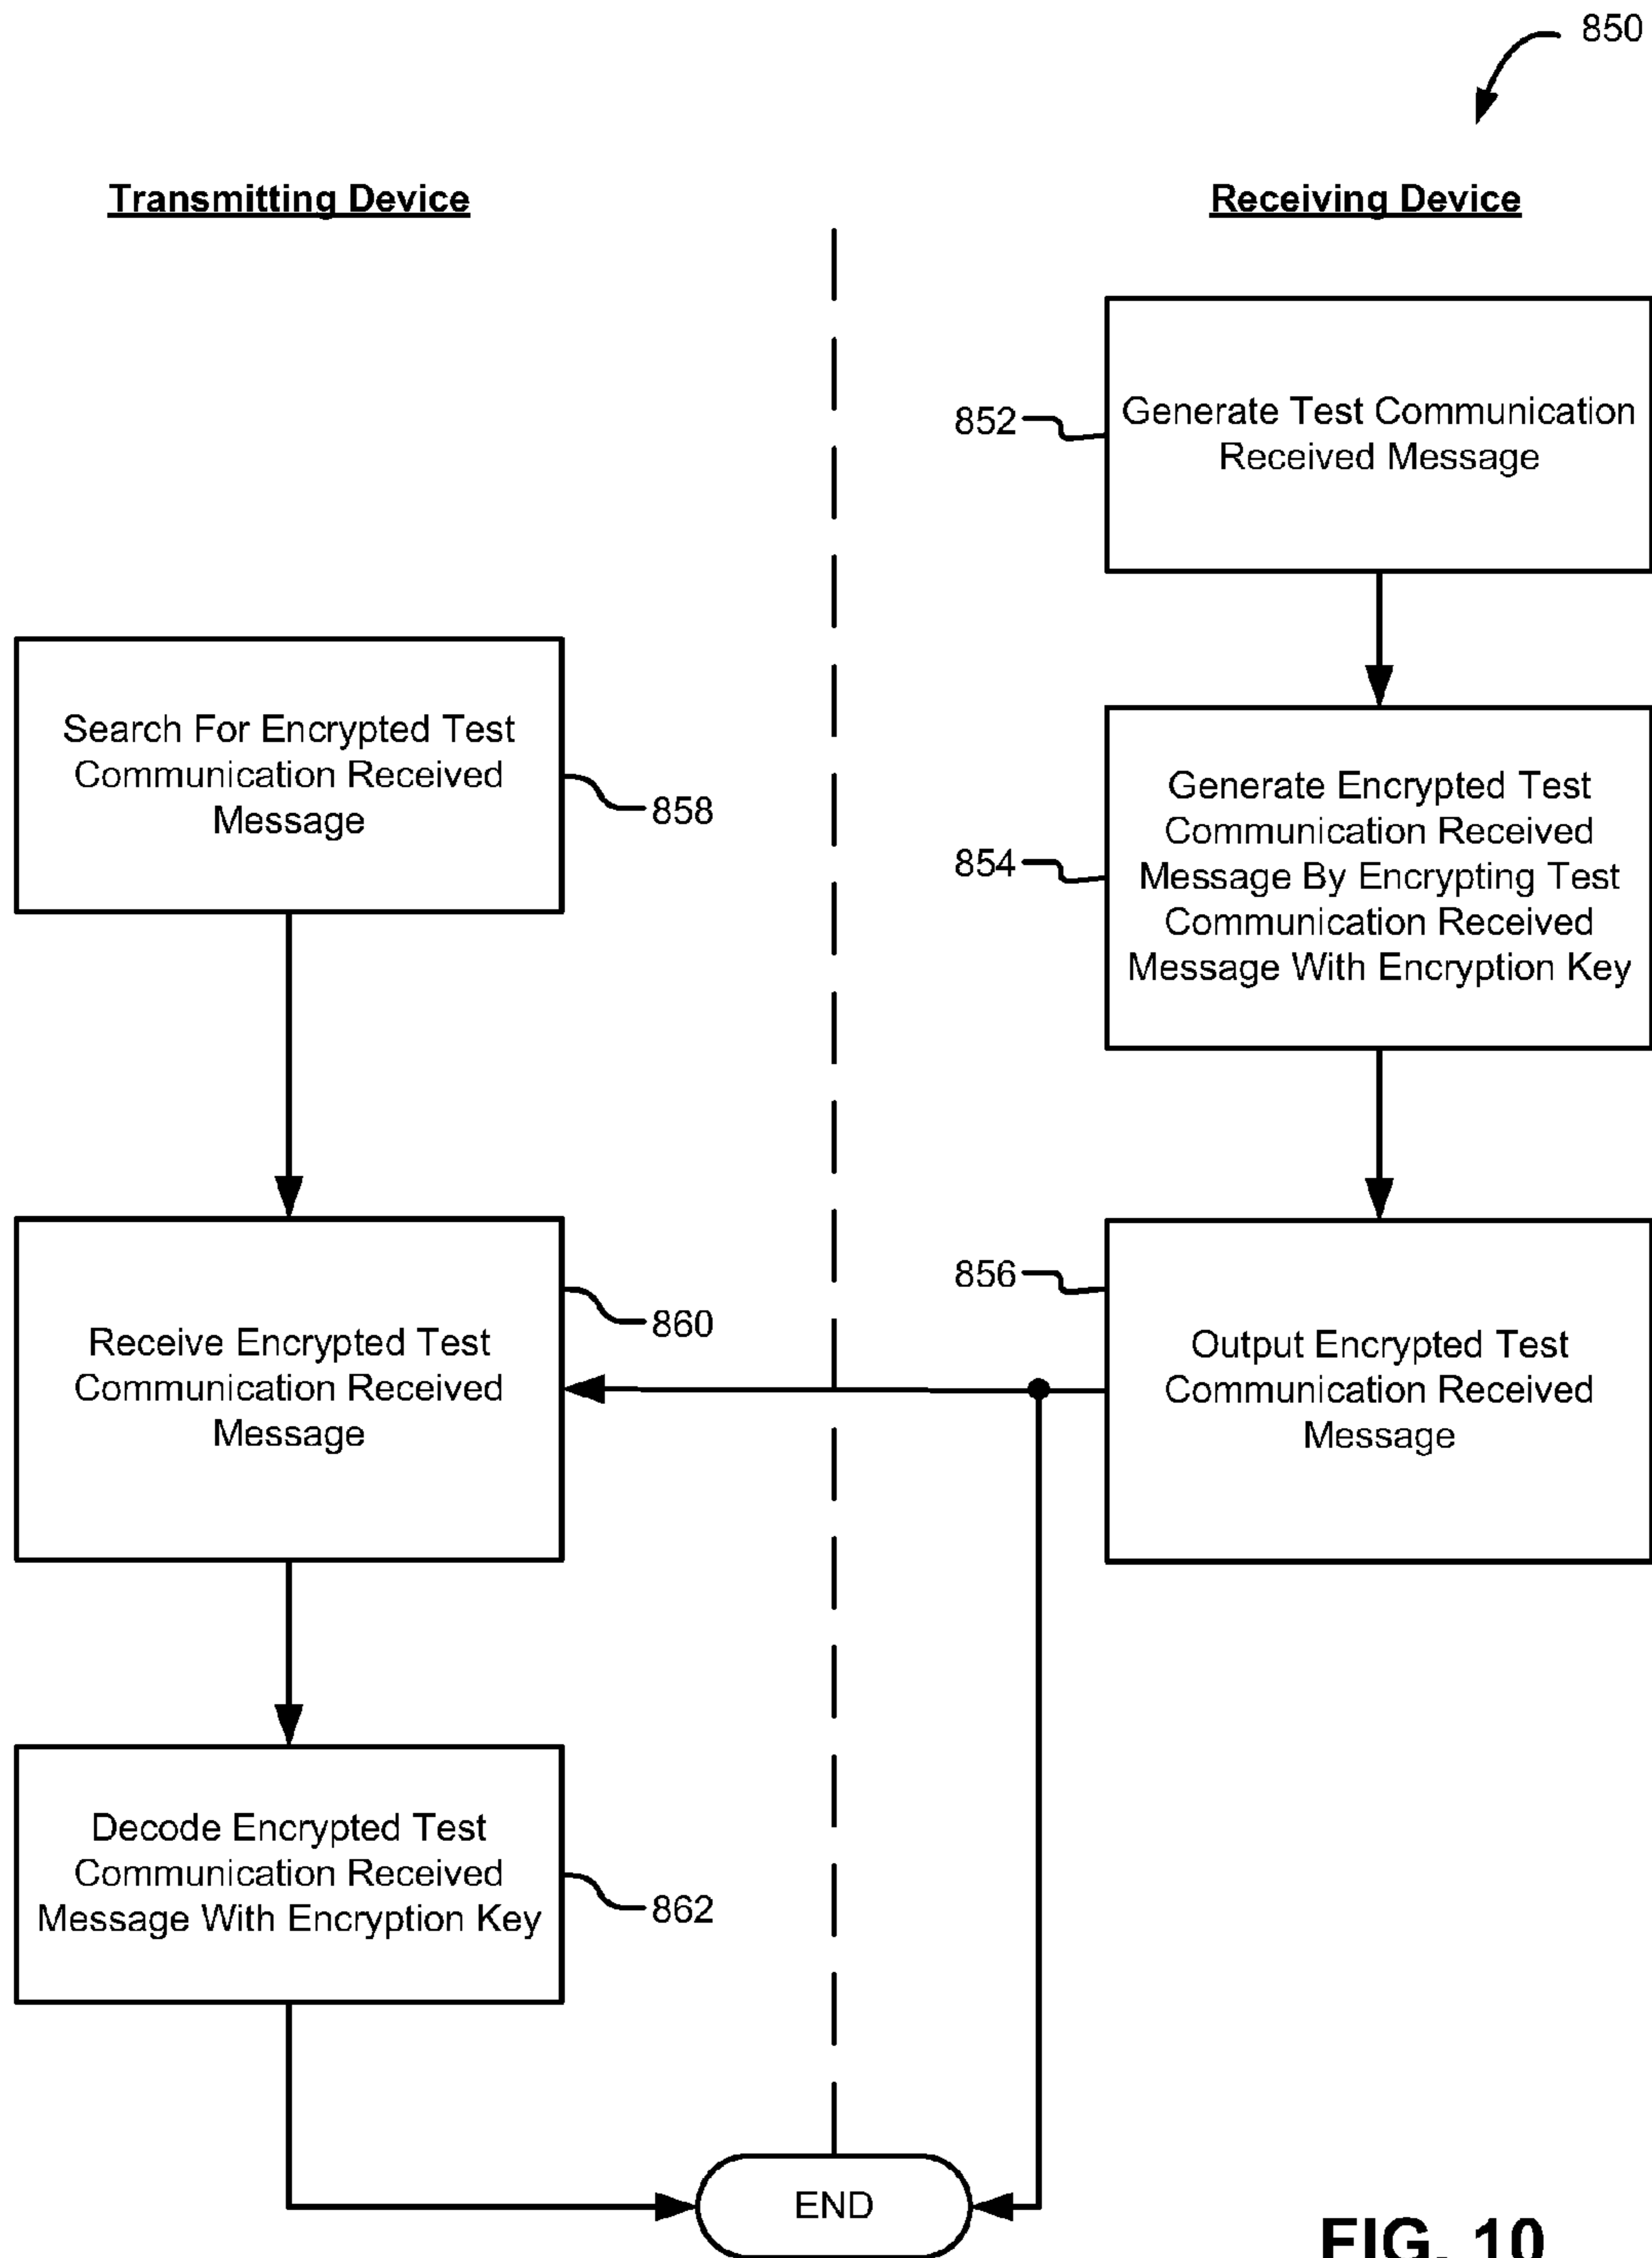 850
Transmitting Device
Receiving Device
852
Generate Test Communication
Received Message
Search For Encrypted Test
Communication Received
Message
858
854
Generate Encrypted Test
Communication Received
Message By Encrypting Test
Communication Received
Message With Encryption Key
860
Receive Encrypted Test
Communication Received
Message
856
Output Encrypted Test
Communication Received
Message
Decode Encrypted Test
Communication Received
Message With Encryption Key
862
END
FIG. 10